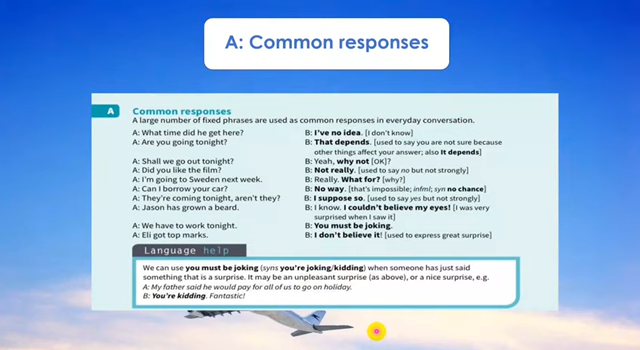 A: Common responses
A
Common responses
A large number of fixed phrases are used as common responses in everyday conversation.
A: What time did he get here? B: I've no idea. [I don't know]
A: Are you going tonight? B: That depends. [used to say you are not sure because
other things affect your answer; also It depends]
A: Shall we go out tonight? B: Yeah, why not [OK]?
A: Did you like the film? B: Not really. [used to say no but not strongly]
A: I'm going to Sweden next week. B: Really. What for? [why?]
A: Can I borrow your car? B: No way. [that's impossible; infml; syn no chance]
A: They're coming tonight, aren't they? B: I suppose so. [used to say yes but not strongly]
A: Jason has grown a beard. B: I know. I couldn't believe my eyes! [I was very
surprised when I saw it]
A: We have to work tonight. B: You must be joking.
A: Eli got top marks. B: I don't believe it! [used to express great surprise]
Language help
We can use you must be joking (syns you're joking/kidding) when someone has just said
something that is a surprise. It may be an unpleasant surprise (as above), or a nice surprise, e.g.
A: My father said he would pay for all of us to go on holiday.
B: You're kidding. Fantastic!